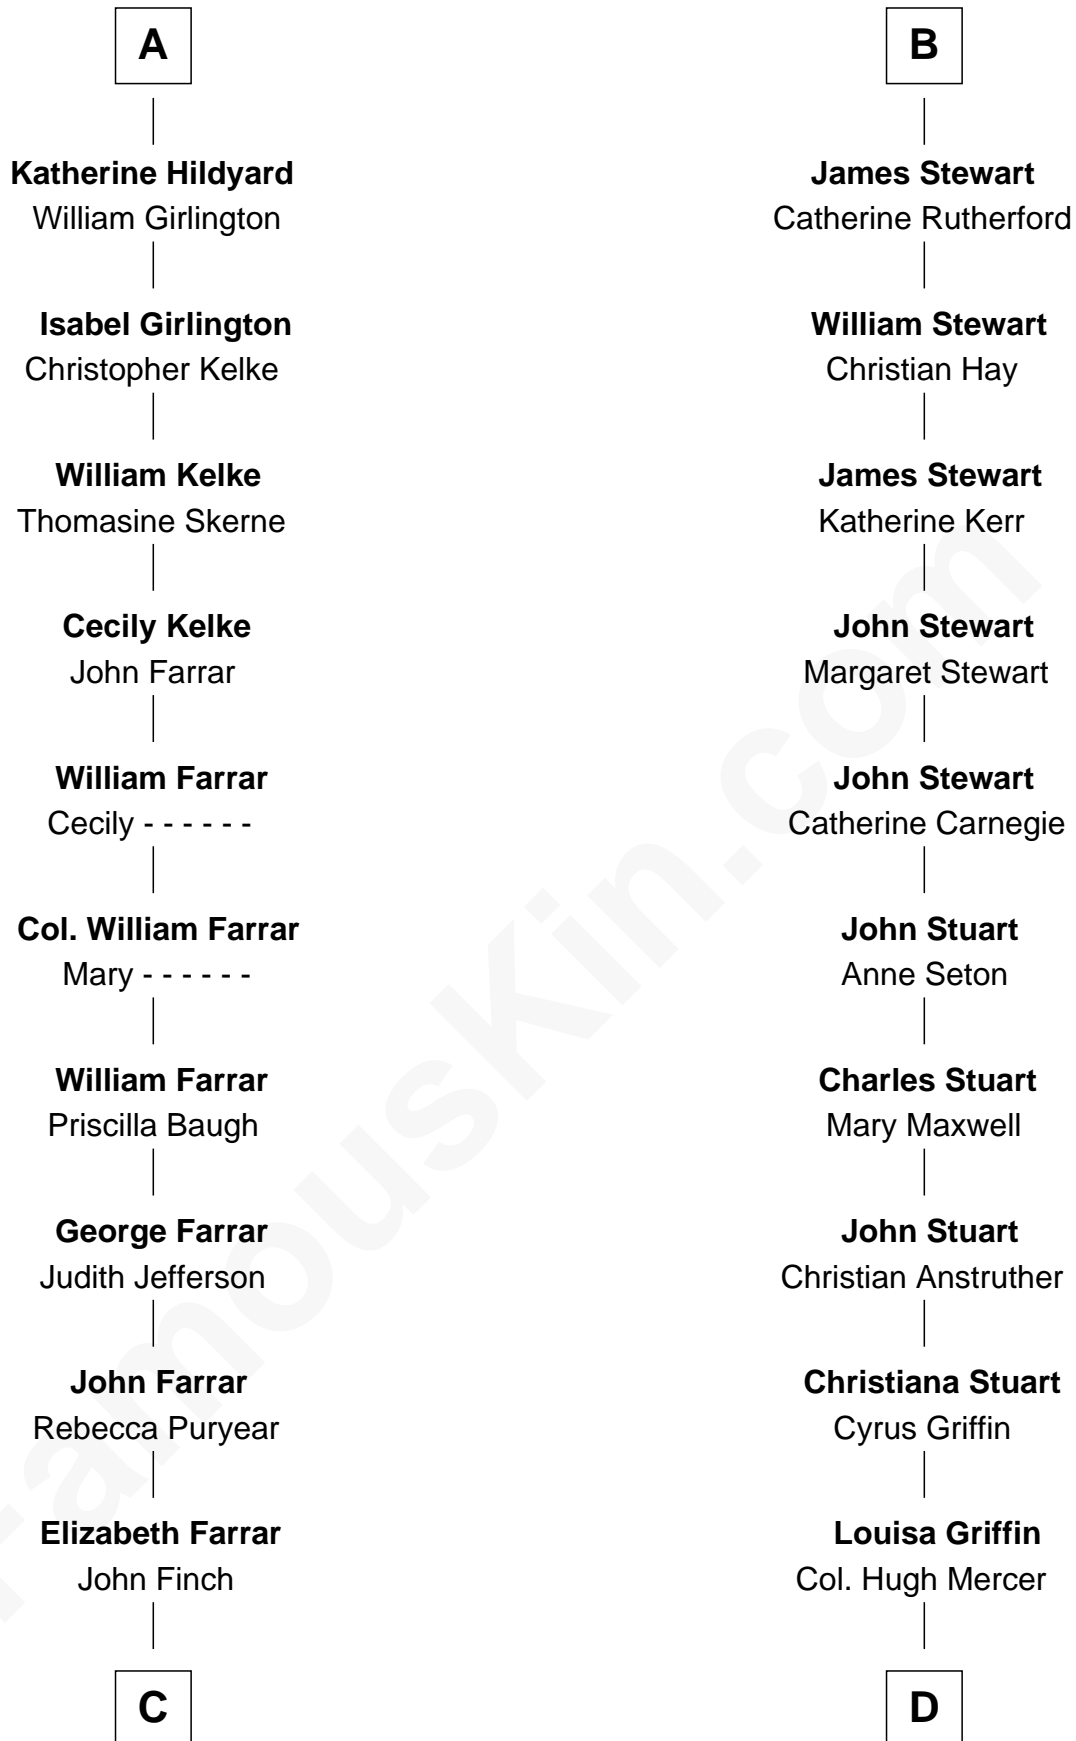 A
Katherine Hildyard
William Girlington
Isabel Girlington
Christopher Kelke
William Kelke
Thomasine Skerne
Cecily Kelke
John Farrar
William Farrar
Cecily - - - - - -
Col. William Farrar
Mary - - - - - -
William Farrar
Priscilla Baugh
George Farrar
Judith Jefferson
John Farrar
Rebecca Puryear
Elizabeth Farrar
John Finch
C
B
James Stewart
Catherine Rutherford
William Stewart
Christian Hay
James Stewart
Katherine Kerr
John Stewart
Margaret Stewart
John Stewart
Catherine Carnegie
John Stuart
Anne Seton
Charles Stuart
Mary Maxwell
John Stuart
Christian Anstruther
Christiana Stuart
Cyrus Griffin
Louisa Griffin
Col. Hugh Mercer
D
FamousKin.com